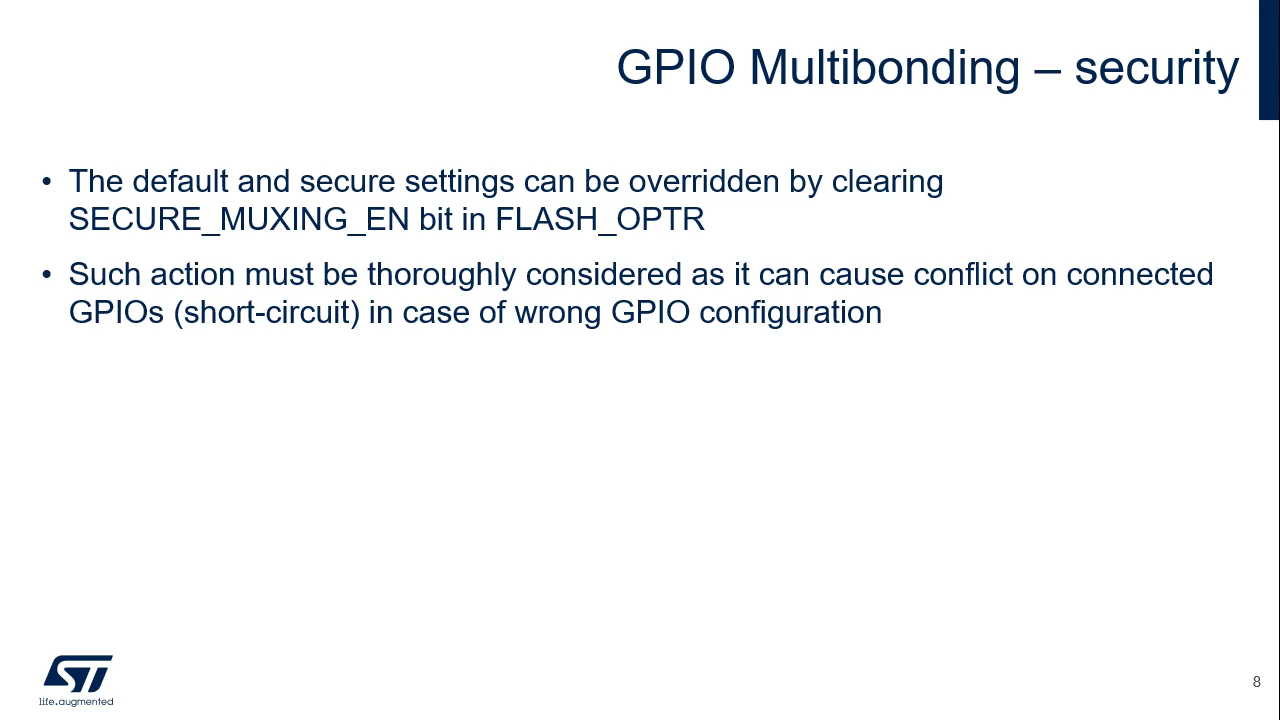 GPIO Multibonding – security
• The default and secure settings can be overridden by clearing
SECURE_MUXING_EN bit in FLASH_OPTR
• Such action must be thoroughly considered as it can cause conflict on connected
GPIOs (short-circuit) in case of wrong GPIO configuration
ST
life.augmented
8